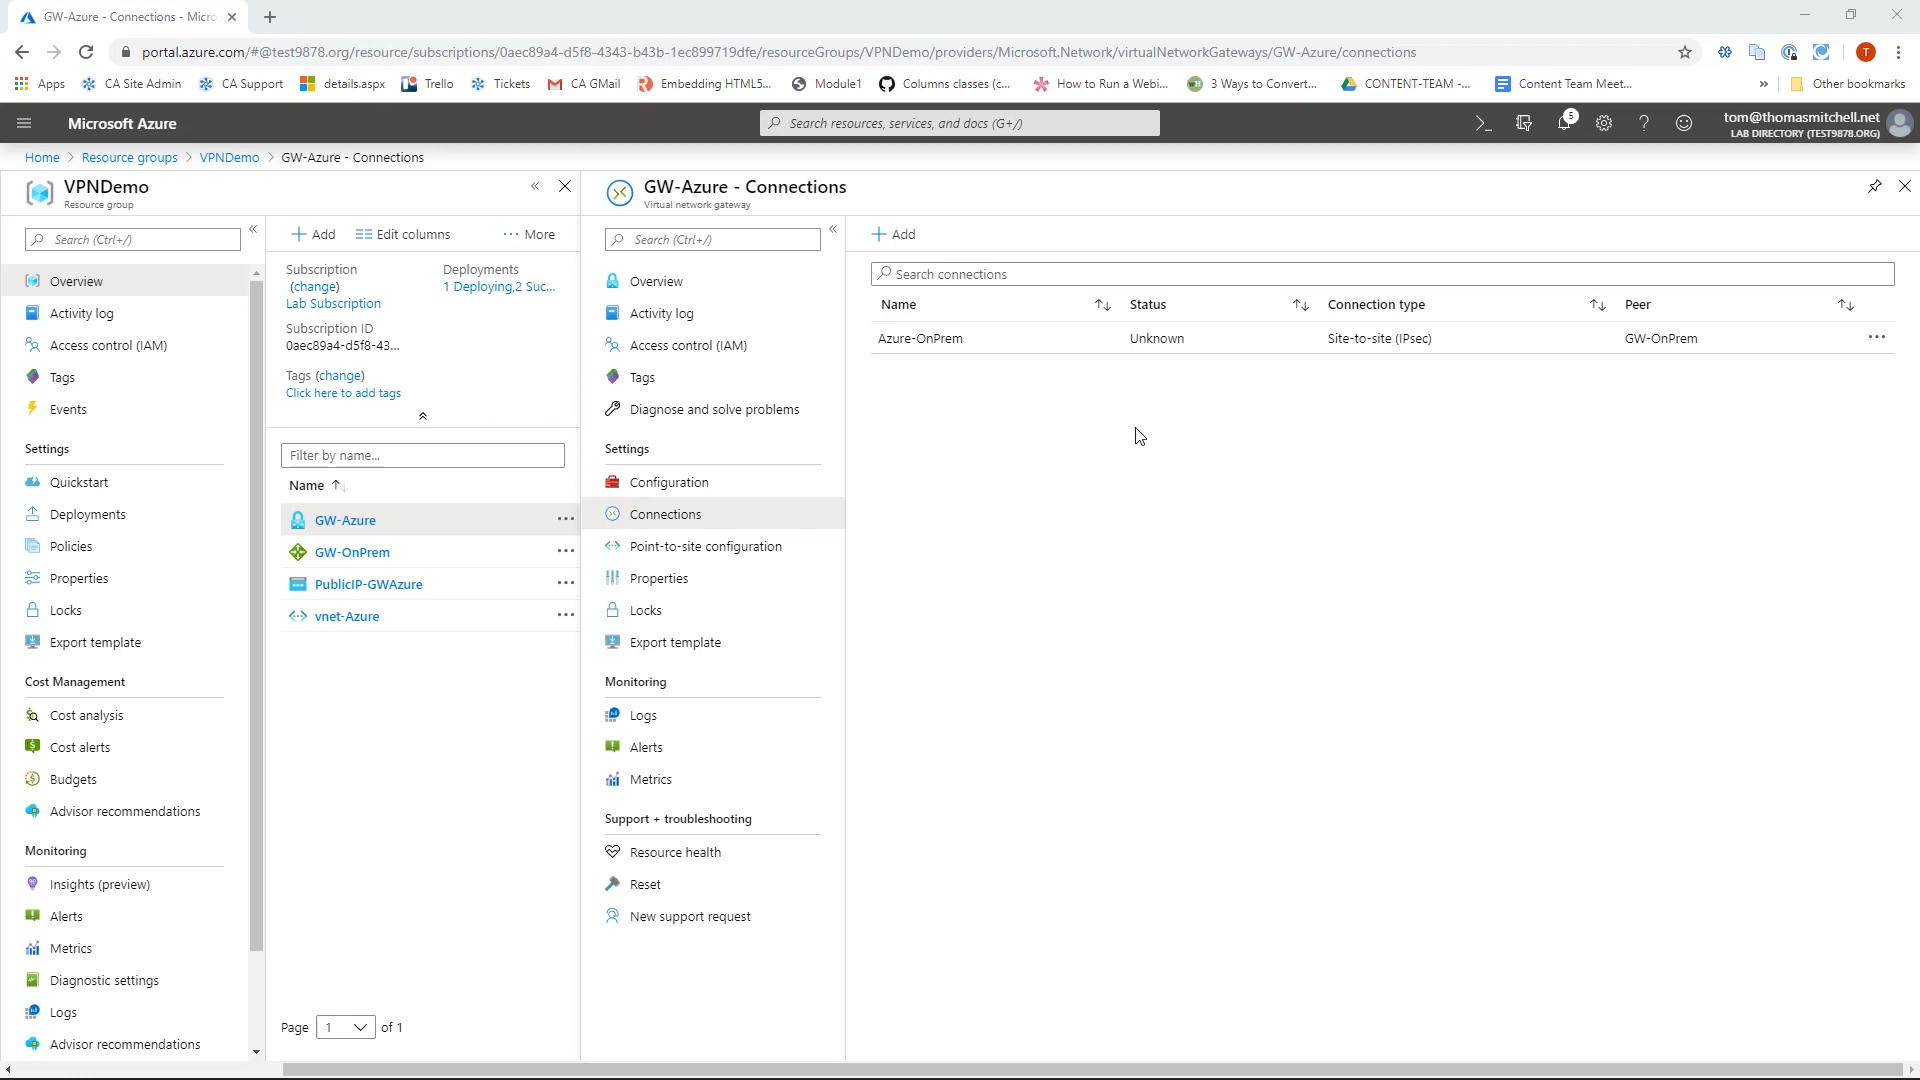 GW-Azure - Connections - Micro
portal.azure.com/#@test9878.org/resource/subscriptions/0aec89a4-d5f8-4343-b43b-1ec899719dfe/resourceGroups/VPNDemo/providers/Microsoft.Network/virtualNetworkGateways/GW-Azure/connections
T
Apps CA Site Admin CA Support details.aspx Trello Tickets CA GMail Embedding HTML5... Module1 Columns classes (c... How to Run a Webi... 3 Ways to Convert... CONTENT-TEAM -... Content Team Meet... » Other bookmarks
Microsoft Azure
Search resources, services, and docs (G+/)
5
tom@thomasmitchell.net
LAB DIRECTORY (TEST9878.ORG)
Home > Resource groups > VPNDemo > GW-Azure - Connections
VPNDemo
Resource group
Search (Ctrl+/)
Overview
Activity log
Access control (IAM)
Tags
Events
Settings
Quickstart
Deployments
Policies
Properties
Locks
Export template
Cost Management
Cost analysis
Cost alerts
Budgets
Advisor recommendations
Monitoring
Insights (preview)
Alerts
Metrics
Diagnostic settings
Logs
Advisor recommendations
Add Edit columns ... More
Subscription
(change)
Lab Subscription
Deployments
1 Deploying,2 Suc...
Subscription ID
0aec89a4-d5f8-43...
Tags (change)
Click here to add tags
Filter by name...
Name
GW-Azure
GW-OnPrem
PublicIP-GWAzure
vnet-Azure
Page 1 of 1
GW-Azure - Connections
Virtual network gateway
Search (Ctrl+/)
Overview
Activity log
Access control (IAM)
Tags
Diagnose and solve problems
Settings
Configuration
Connections
Point-to-site configuration
Properties
Locks
Export template
Monitoring
Logs
Alerts
Metrics
Support + troubleshooting
Resource health
Reset
New support request
Add
Search connections
Name Status Connection type Peer
Azure-OnPrem Unknown Site-to-site (IPsec) GW-OnPrem